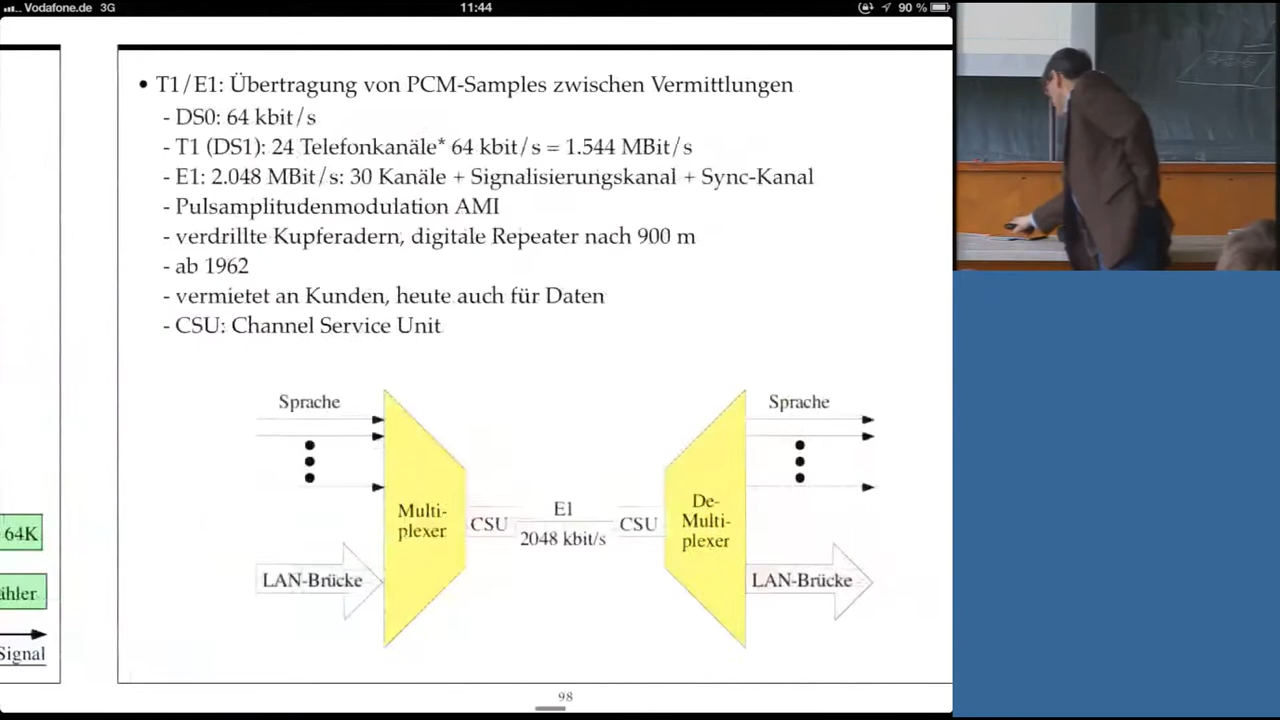 Vodafone.de 3G 11:44 90 %
• T1/E1: Übertragung von PCM-Samples zwischen Vermittlungen
- DS0: 64 kbit/s
- T1 (DS1): 24 Telefonkanäle* 64 kbit/s = 1.544 MBit/s
- E1: 2.048 MBit/s: 30 Kanäle + Signalisierungskanal + Sync-Kanal
- Pulsamplitudenmodulation AMI
- verdrillte Kupferadern, digitale Repeater nach 900 m
- ab 1962
- vermietet an Kunden, heute auch für Daten
- CSU: Channel Service Unit
Sprache
Multi-
plexer
LAN-Brücke
CSU
E1
2048 kbit/s
CSU
De-
Multi-
plexer
Sprache
LAN-Brücke
64K
ähler
Signal
98